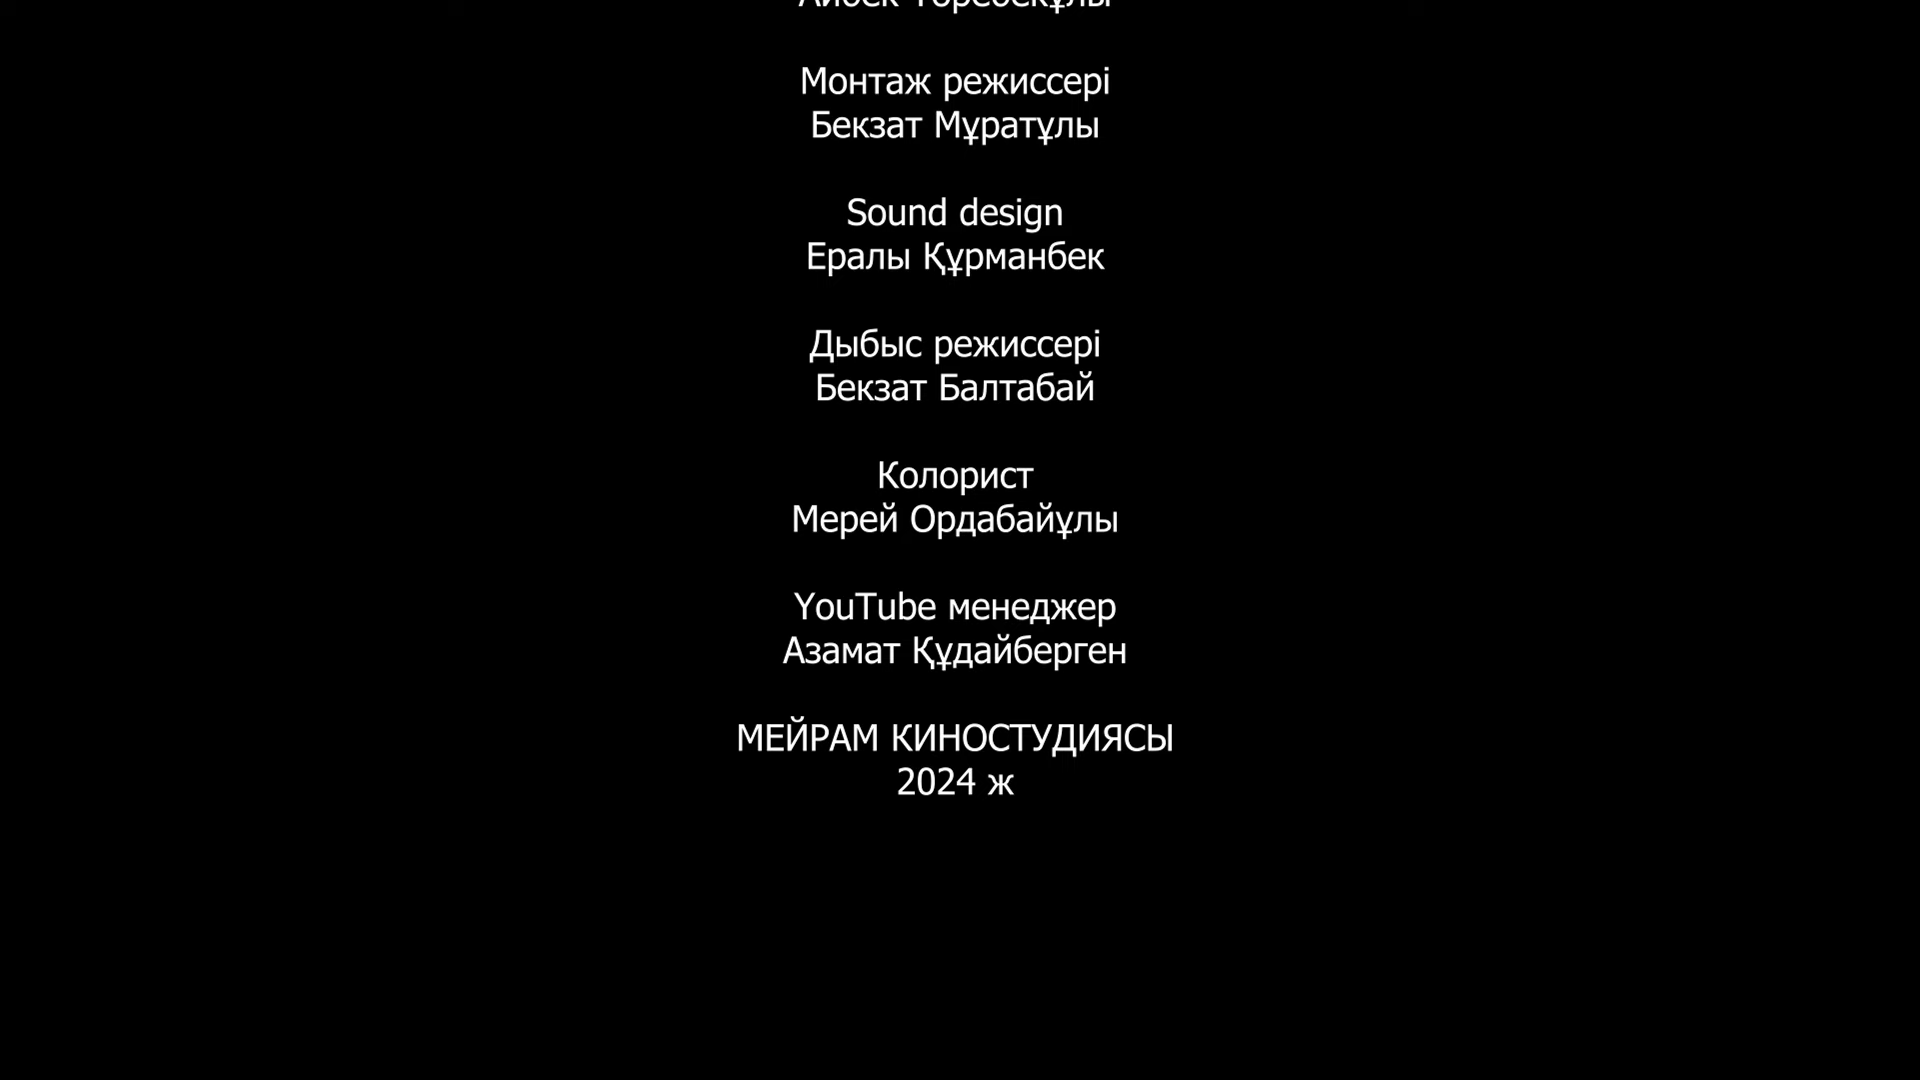 Монтаж режиссері
Бекзат Мұратұлы
Sound design
Ералы Құрманбек
Дыбыс режиссері
Бекзат Балтабай
Колорист
Мерей Ордабайұлы
YouTube менеджер
Азамат Құдайберген
МЕЙРАМ КИНОСТУДИЯСЫ
2024 ж